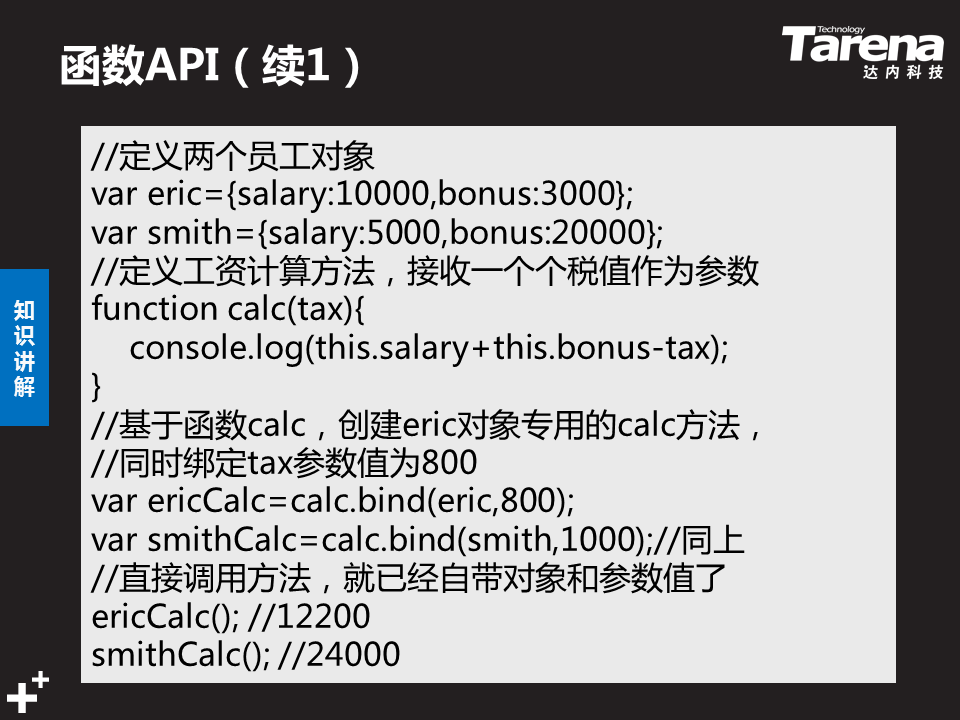 函数API（续1）
Technology
Tarena
达内科技
//定义两个员工对象
var eric={salary:10000,bonus:3000};
var smith={salary:5000,bonus:20000};
//定义工资计算方法，接收一个个税值作为参数
function calc(tax){
    console.log(this.salary+this.bonus-tax);
}
//基于函数calc，创建eric对象专用的calc方法，
//同时绑定tax参数值为800
var ericCalc=calc.bind(eric,800);
var smithCalc=calc.bind(smith,1000);//同上
//直接调用方法，就已经自带对象和参数值了
ericCalc(); //12200
smithCalc(); //24000
知
识
讲
解